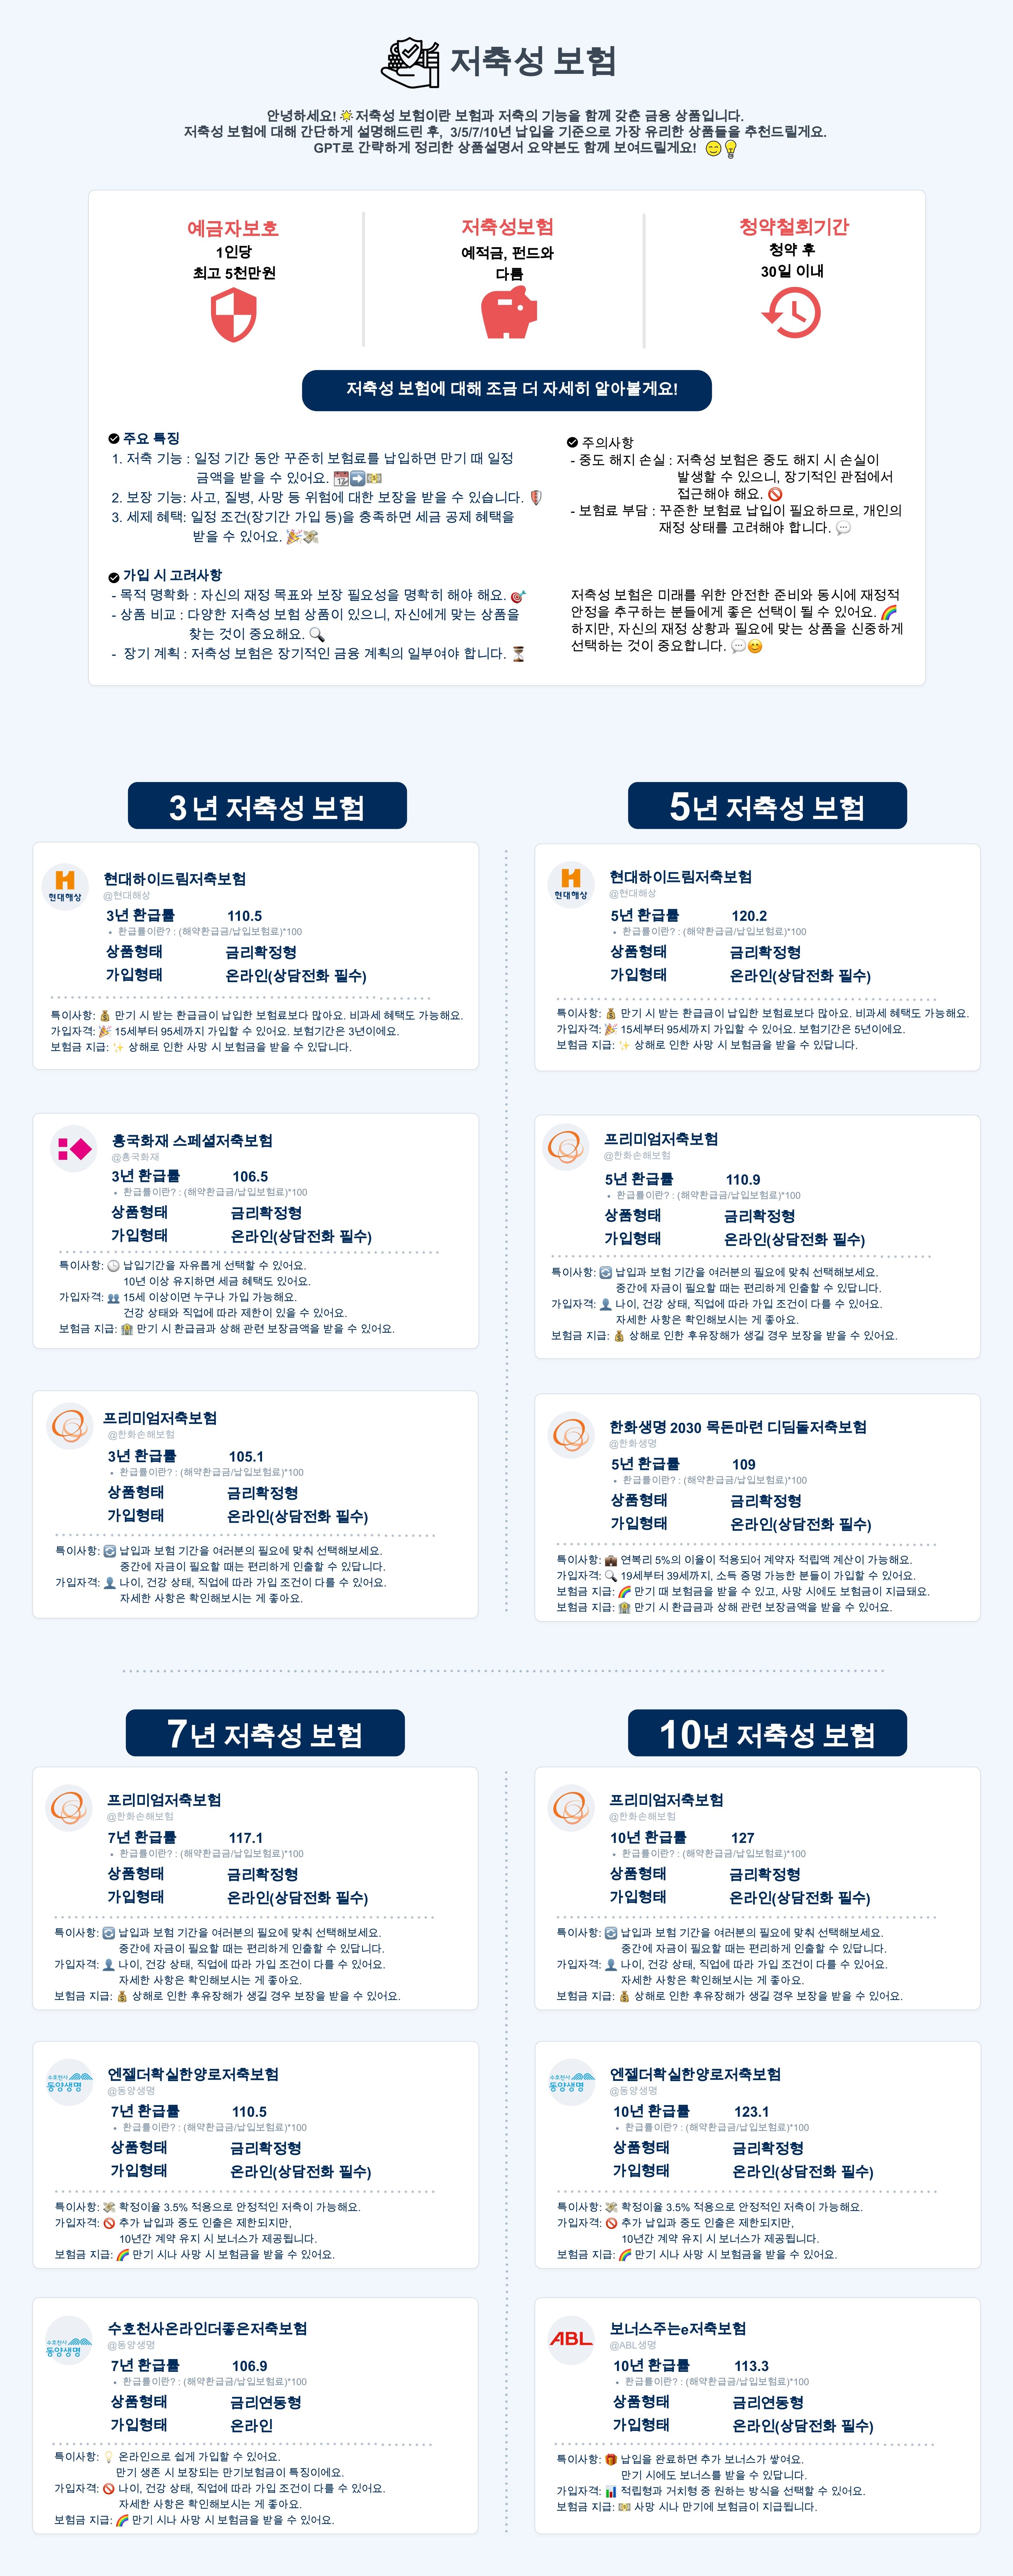 저축성 보험
안녕하세요! 저축성 보험이란 보험과 저축의 기능을 함께 갖춘 금융 상품입니다.
저축성 보험에 대해 간단하게 설명해드린 후, 3/5/7/10년 납입을 기준으로 가장 유리한 상품들을 추천드릴게요.
GPT로 간략하게 정리한 상품설명서 요약본도 함께 보여드릴게요!
예금자보호
1인당
최고 5천만원
저축성보험
예적금, 펀드와
다름
청약철회기간
청약 후
30일 이내
저축성 보험에 대해 조금 더 자세히 알아볼게요!
주요 특징
1. 저축 기능 : 일정 기간 동안 꾸준히 보험료를 납입하면 만기 때 일정
금액을 받을 수 있어요.
2. 보장 기능: 사고, 질병, 사망 등 위험에 대한 보장을 받을 수 있습니다.
3. 세제 혜택: 일정 조건(장기간 가입 등)을 충족하면 세금 공제 혜택을
받을 수 있어요.
가입 시 고려사항
- 목적 명확화 : 자신의 재정 목표와 보장 필요성을 명확히 해야 해요.
- 상품 비교 : 다양한 저축성 보험 상품이 있으니, 자신에게 맞는 상품을
찾는 것이 중요해요.
- 장기 계획 : 저축성 보험은 장기적인 금융 계획의 일부여야 합니다.
주의사항
- 중도 해지 손실 : 저축성 보험은 중도 해지 시 손실이
발생할 수 있으니, 장기적인 관점에서
접근해야 해요.
- 보험료 부담 : 꾸준한 보험료 납입이 필요하므로, 개인의
재정 상태를 고려해야 합니다.
저축성 보험은 미래를 위한 안전한 준비와 동시에 재정적
안정을 추구하는 분들에게 좋은 선택이 될 수 있어요.
하지만, 자신의 재정 상황과 필요에 맞는 상품을 신중하게
선택하는 것이 중요합니다.
3년 저축성 보험
현대해상
현대하이드림저축보험
@현대해상
3년 환급률 110.5
• 환급률이란? : (해약환급금/납입보험료)*100
상품형태 금리확정형
가입형태 온라인(상담전화 필수)
특이사항: 만기 시 받는 환급금이 납입한 보험료보다 많아요. 비과세 혜택도 가능해요.
가입자격: 15세부터 95세까지 가입할 수 있어요. 보험기간은 3년이에요.
보험금 지급: 상해로 인한 사망 시 보험금을 받을 수 있답니다.
흥국화재 스페셜저축보험
@흥국화재
3년 환급률 106.5
• 환급률이란? : (해약환급금/납입보험료)*100
상품형태 금리확정형
가입형태 온라인(상담전화 필수)
특이사항: 납입기간을 자유롭게 선택할 수 있어요.
10년 이상 유지하면 세금 혜택도 있어요.
가입자격: 15세 이상이면 누구나 가입 가능해요.
건강 상태와 직업에 따라 제한이 있을 수 있어요.
보험금 지급: 만기 시 환급금과 상해 관련 보장금액을 받을 수 있어요.
프리미엄저축보험
@한화손해보험
3년 환급률 105.1
• 환급률이란? : (해약환급금/납입보험료)*100
상품형태 금리확정형
가입형태 온라인(상담전화 필수)
특이사항: 납입과 보험 기간을 여러분의 필요에 맞춰 선택해보세요.
중간에 자금이 필요할 때는 편리하게 인출할 수 있답니다.
가입자격: 나이, 건강 상태, 직업에 따라 가입 조건이 다를 수 있어요.
자세한 사항은 확인해보시는 게 좋아요.
5년 저축성 보험
현대해상
현대하이드림저축보험
@현대해상
5년 환급률 120.2
• 환급률이란? : (해약환급금/납입보험료)*100
상품형태 금리확정형
가입형태 온라인(상담전화 필수)
특이사항: 만기 시 받는 환급금이 납입한 보험료보다 많아요. 비과세 혜택도 가능해요.
가입자격: 15세부터 95세까지 가입할 수 있어요. 보험기간은 5년이에요.
보험금 지급: 상해로 인한 사망 시 보험금을 받을 수 있답니다.
프리미엄저축보험
@한화손해보험
5년 환급률 110.9
• 환급률이란? : (해약환급금/납입보험료)*100
상품형태 금리확정형
가입형태 온라인(상담전화 필수)
특이사항: 납입과 보험 기간을 여러분의 필요에 맞춰 선택해보세요.
중간에 자금이 필요할 때는 편리하게 인출할 수 있답니다.
가입자격: 나이, 건강 상태, 직업에 따라 가입 조건이 다를 수 있어요.
자세한 사항은 확인해보시는 게 좋아요.
보험금 지급: 상해로 인한 후유장해가 생길 경우 보장을 받을 수 있어요.
한화생명 2030 목돈마련 디딤돌저축보험
@한화생명
5년 환급률 109
• 환급률이란? : (해약환급금/납입보험료)*100
상품형태 금리확정형
가입형태 온라인(상담전화 필수)
특이사항: 연복리 5%의 이율이 적용되어 계약자 적립액 계산이 가능해요.
가입자격: 19세부터 39세까지, 소득 증명 가능한 분들이 가입할 수 있어요.
보험금 지급: 만기 때 보험금을 받을 수 있고, 사망 시에도 보험금이 지급돼요.
보험금 지급: 만기 시 환급금과 상해 관련 보장금액을 받을 수 있어요.
7년 저축성 보험
프리미엄저축보험
@한화손해보험
7년 환급률 117.1
• 환급률이란? : (해약환급금/납입보험료)*100
상품형태 금리확정형
가입형태 온라인(상담전화 필수)
특이사항: 납입과 보험 기간을 여러분의 필요에 맞춰 선택해보세요.
중간에 자금이 필요할 때는 편리하게 인출할 수 있답니다.
가입자격: 나이, 건강 상태, 직업에 따라 가입 조건이 다를 수 있어요.
자세한 사항은 확인해보시는 게 좋아요.
보험금 지급: 상해로 인한 후유장해가 생길 경우 보장을 받을 수 있어요.
수호천사
동양생명
엔젤더확실한양로저축보험
@동양생명
7년 환급률 110.5
• 환급률이란? : (해약환급금/납입보험료)*100
상품형태 금리확정형
가입형태 온라인(상담전화 필수)
특이사항: 확정이율 3.5% 적용으로 안정적인 저축이 가능해요.
가입자격: 추가 납입과 중도 인출은 제한되지만,
10년간 계약 유지 시 보너스가 제공됩니다.
보험금 지급: 만기 시나 사망 시 보험금을 받을 수 있어요.
수호천사
동양생명
수호천사온라인더좋은저축보험
@동양생명
7년 환급률 106.9
• 환급률이란? : (해약환급금/납입보험료)*100
상품형태 금리연동형
가입형태 온라인
특이사항: 온라인으로 쉽게 가입할 수 있어요.
만기 생존 시 보장되는 만기보험금이 특징이에요.
가입자격: 나이, 건강 상태, 직업에 따라 가입 조건이 다를 수 있어요.
자세한 사항은 확인해보시는 게 좋아요.
보험금 지급: 만기 시나 사망 시 보험금을 받을 수 있어요.
10년 저축성 보험
프리미엄저축보험
@한화손해보험
10년 환급률 127
• 환급률이란? : (해약환급금/납입보험료)*100
상품형태 금리확정형
가입형태 온라인(상담전화 필수)
특이사항: 납입과 보험 기간을 여러분의 필요에 맞춰 선택해보세요.
중간에 자금이 필요할 때는 편리하게 인출할 수 있답니다.
가입자격: 나이, 건강 상태, 직업에 따라 가입 조건이 다를 수 있어요.
자세한 사항은 확인해보시는 게 좋아요.
보험금 지급: 상해로 인한 후유장해가 생길 경우 보장을 받을 수 있어요.
수호천사
동양생명
엔젤더확실한양로저축보험
@동양생명
10년 환급률 123.1
• 환급률이란? : (해약환급금/납입보험료)*100
상품형태 금리확정형
가입형태 온라인(상담전화 필수)
특이사항: 확정이율 3.5% 적용으로 안정적인 저축이 가능해요.
가입자격: 추가 납입과 중도 인출은 제한되지만,
10년간 계약 유지 시 보너스가 제공됩니다.
보험금 지급: 만기 시나 사망 시 보험금을 받을 수 있어요.
ABL
보너스주는e저축보험
@ABL생명
10년 환급률 113.3
• 환급률이란? : (해약환급금/납입보험료)*100
상품형태 금리연동형
가입형태 온라인(상담전화 필수)
특이사항: 납입을 완료하면 추가 보너스가 쌓여요.
만기 시에도 보너스를 받을 수 있답니다.
가입자격: 적립형과 거치형 중 원하는 방식을 선택할 수 있어요.
보험금 지급: 사망 시나 만기에 보험금이 지급됩니다.